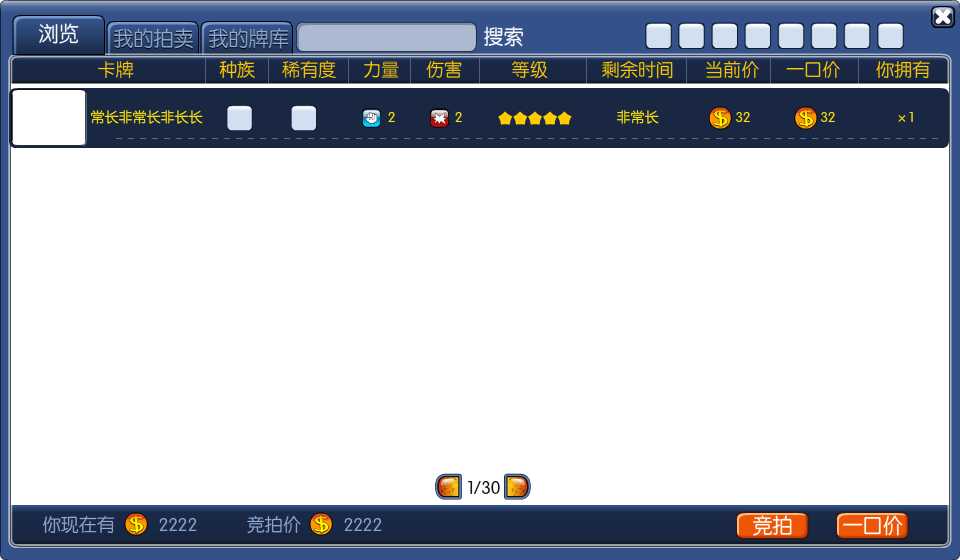 浏览 我的拍卖 我的牌库 搜索
卡牌 种族 稀有度 力量 伤害 等级 剩余时间 当前价 一口价 你拥有
常长非常长非长长 2 2 非常长 32 32 ×1
1/30
你现在有 2222 竞拍价 2222 竞拍 一口价